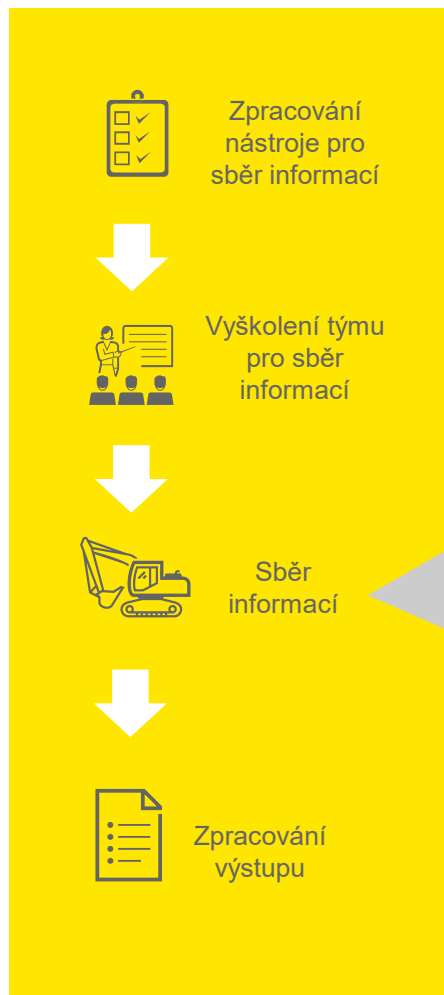 Zpracování
nástroje pro
sběr informací
Vyškolení týmu
pro sběr
informací
Sběr
informací
Zpracování
výstupu